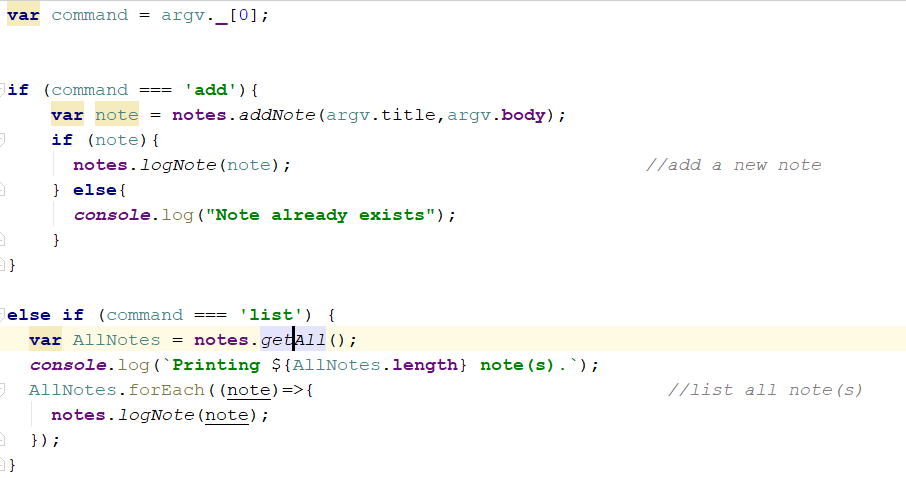 var command = argv._[0];
if (command === 'add'){
var note = notes.addNote(argv.title,argv.body);
if (note){
notes.logNote(note); //add a new note
} else{
console.log("Note already exists");
}
}
else if (command === 'list') {
var AllNotes = notes.getAll();
console.log(`Printing ${AllNotes.length} note(s).`);
AllNotes.forEach((note)=>{ //list all note(s)
notes.logNote(note);
});
}